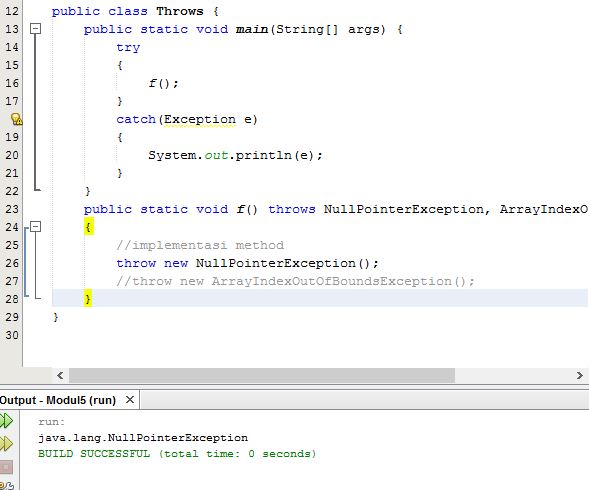 12 public class Throws {
13 public static void main(String[] args) {
14 try
15 {
16 f();
17 }
catch(Exception e)
19 {
20 System.out.println(e);
21 }
22 }
23 public static void f() throws NullPointerException, ArrayIndexO
24 {
25 //implementasi method
26 throw new NullPointerException();
27 //throw new ArrayIndexOutOfBoundsException();
28 }
29 }
30
Output - Modul5 (run) ×
run:
java.lang.NullPointerException
BUILD SUCCESSFUL (total time: 0 seconds)